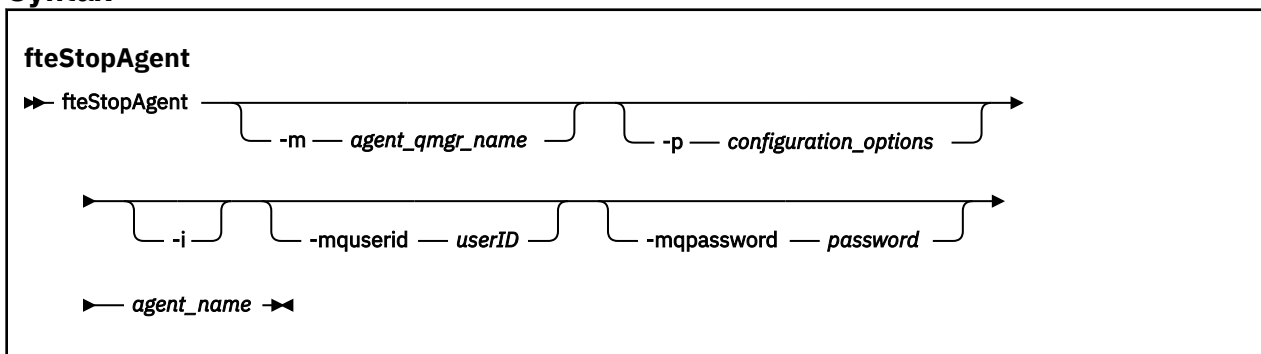 Syntax
fteStopAgent
fteStopAgent
-m agent_qmgr_name -p configuration_options
-i -mquserid userID -mqpassword password
agent_name